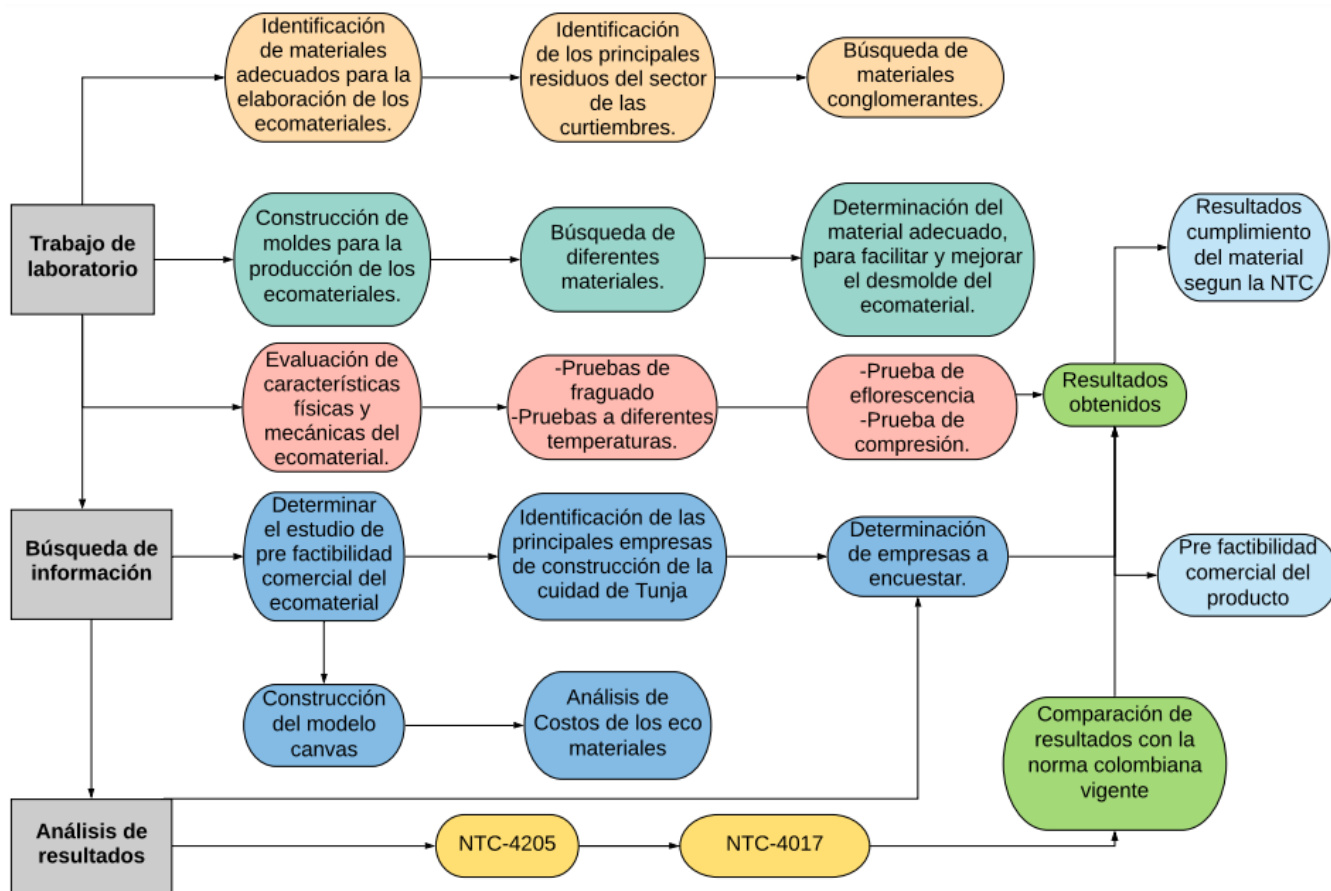 Identificación
de materiales
adecuados para la
elaboración de los
ecomateriales.
Identificación
de los principales
residuos del sector
de las
curtiembres.
Búsqueda de
materiales
conglomerantes.
Trabajo de
laboratorio
Construcción de
moldes para la
producción de los
ecomateriales.
Búsqueda de
diferentes
materiales.
Determinación del
material adecuado,
para facilitar y mejorar
el desmolde del
ecomaterial.
Resultados
cumplimiento
del material
segun la NTC
Evaluación de
características
físicas y
mecánicas del
ecomaterial.
-Pruebas de
fraguado
-Pruebas a diferentes
temperaturas.
-Prueba de
eflorescencia
-Prueba de
compresión.
Resultados
obtenidos
Búsqueda de
información
Determinar
el estudio de
pre factibilidad
comercial del
ecomaterial
Identificación de las
principales empresas
de construcción de la
cuidad de Tunja
Determinación
de empresas a
encuestar.
Pre factibilidad
comercial del
producto
Construcción
del modelo
canvas
Análisis de
Costos de los eco
materiales
Comparación de
resultados con la
norma colombiana
vigente
Análisis de
resultados
NTC-4205
NTC-4017